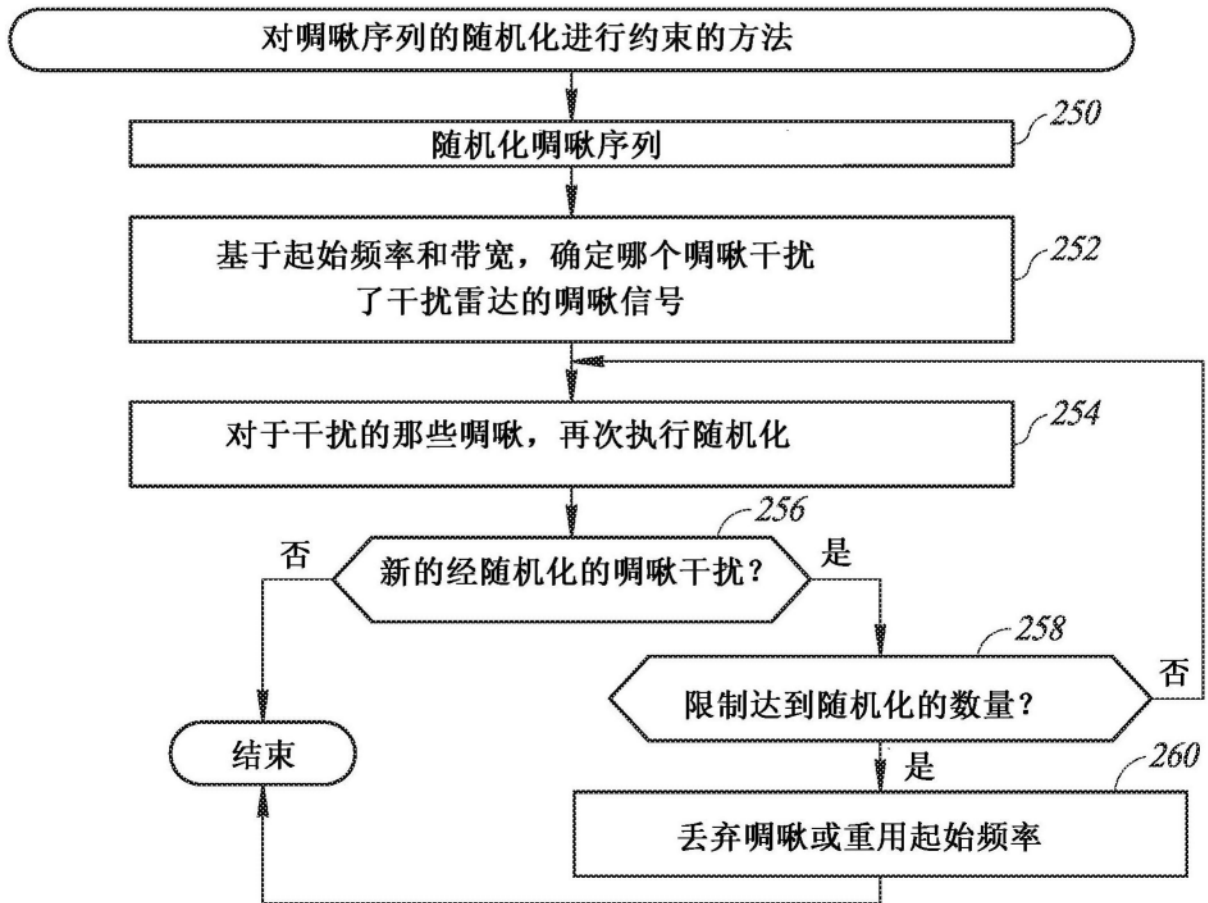 对啁啾序列的随机化进行约束的方法
250
随机化啁啾序列
252
基于起始频率和带宽，确定哪个啁啾干扰
了干扰雷达的啁啾信号
254
对于干扰的那些啁啾，再次执行随机化
256
否
是
新的经随机化的啁啾干扰？
258
否
限制达到随机化的数量？
结束
是
260
丢弃啁啾或重用起始频率